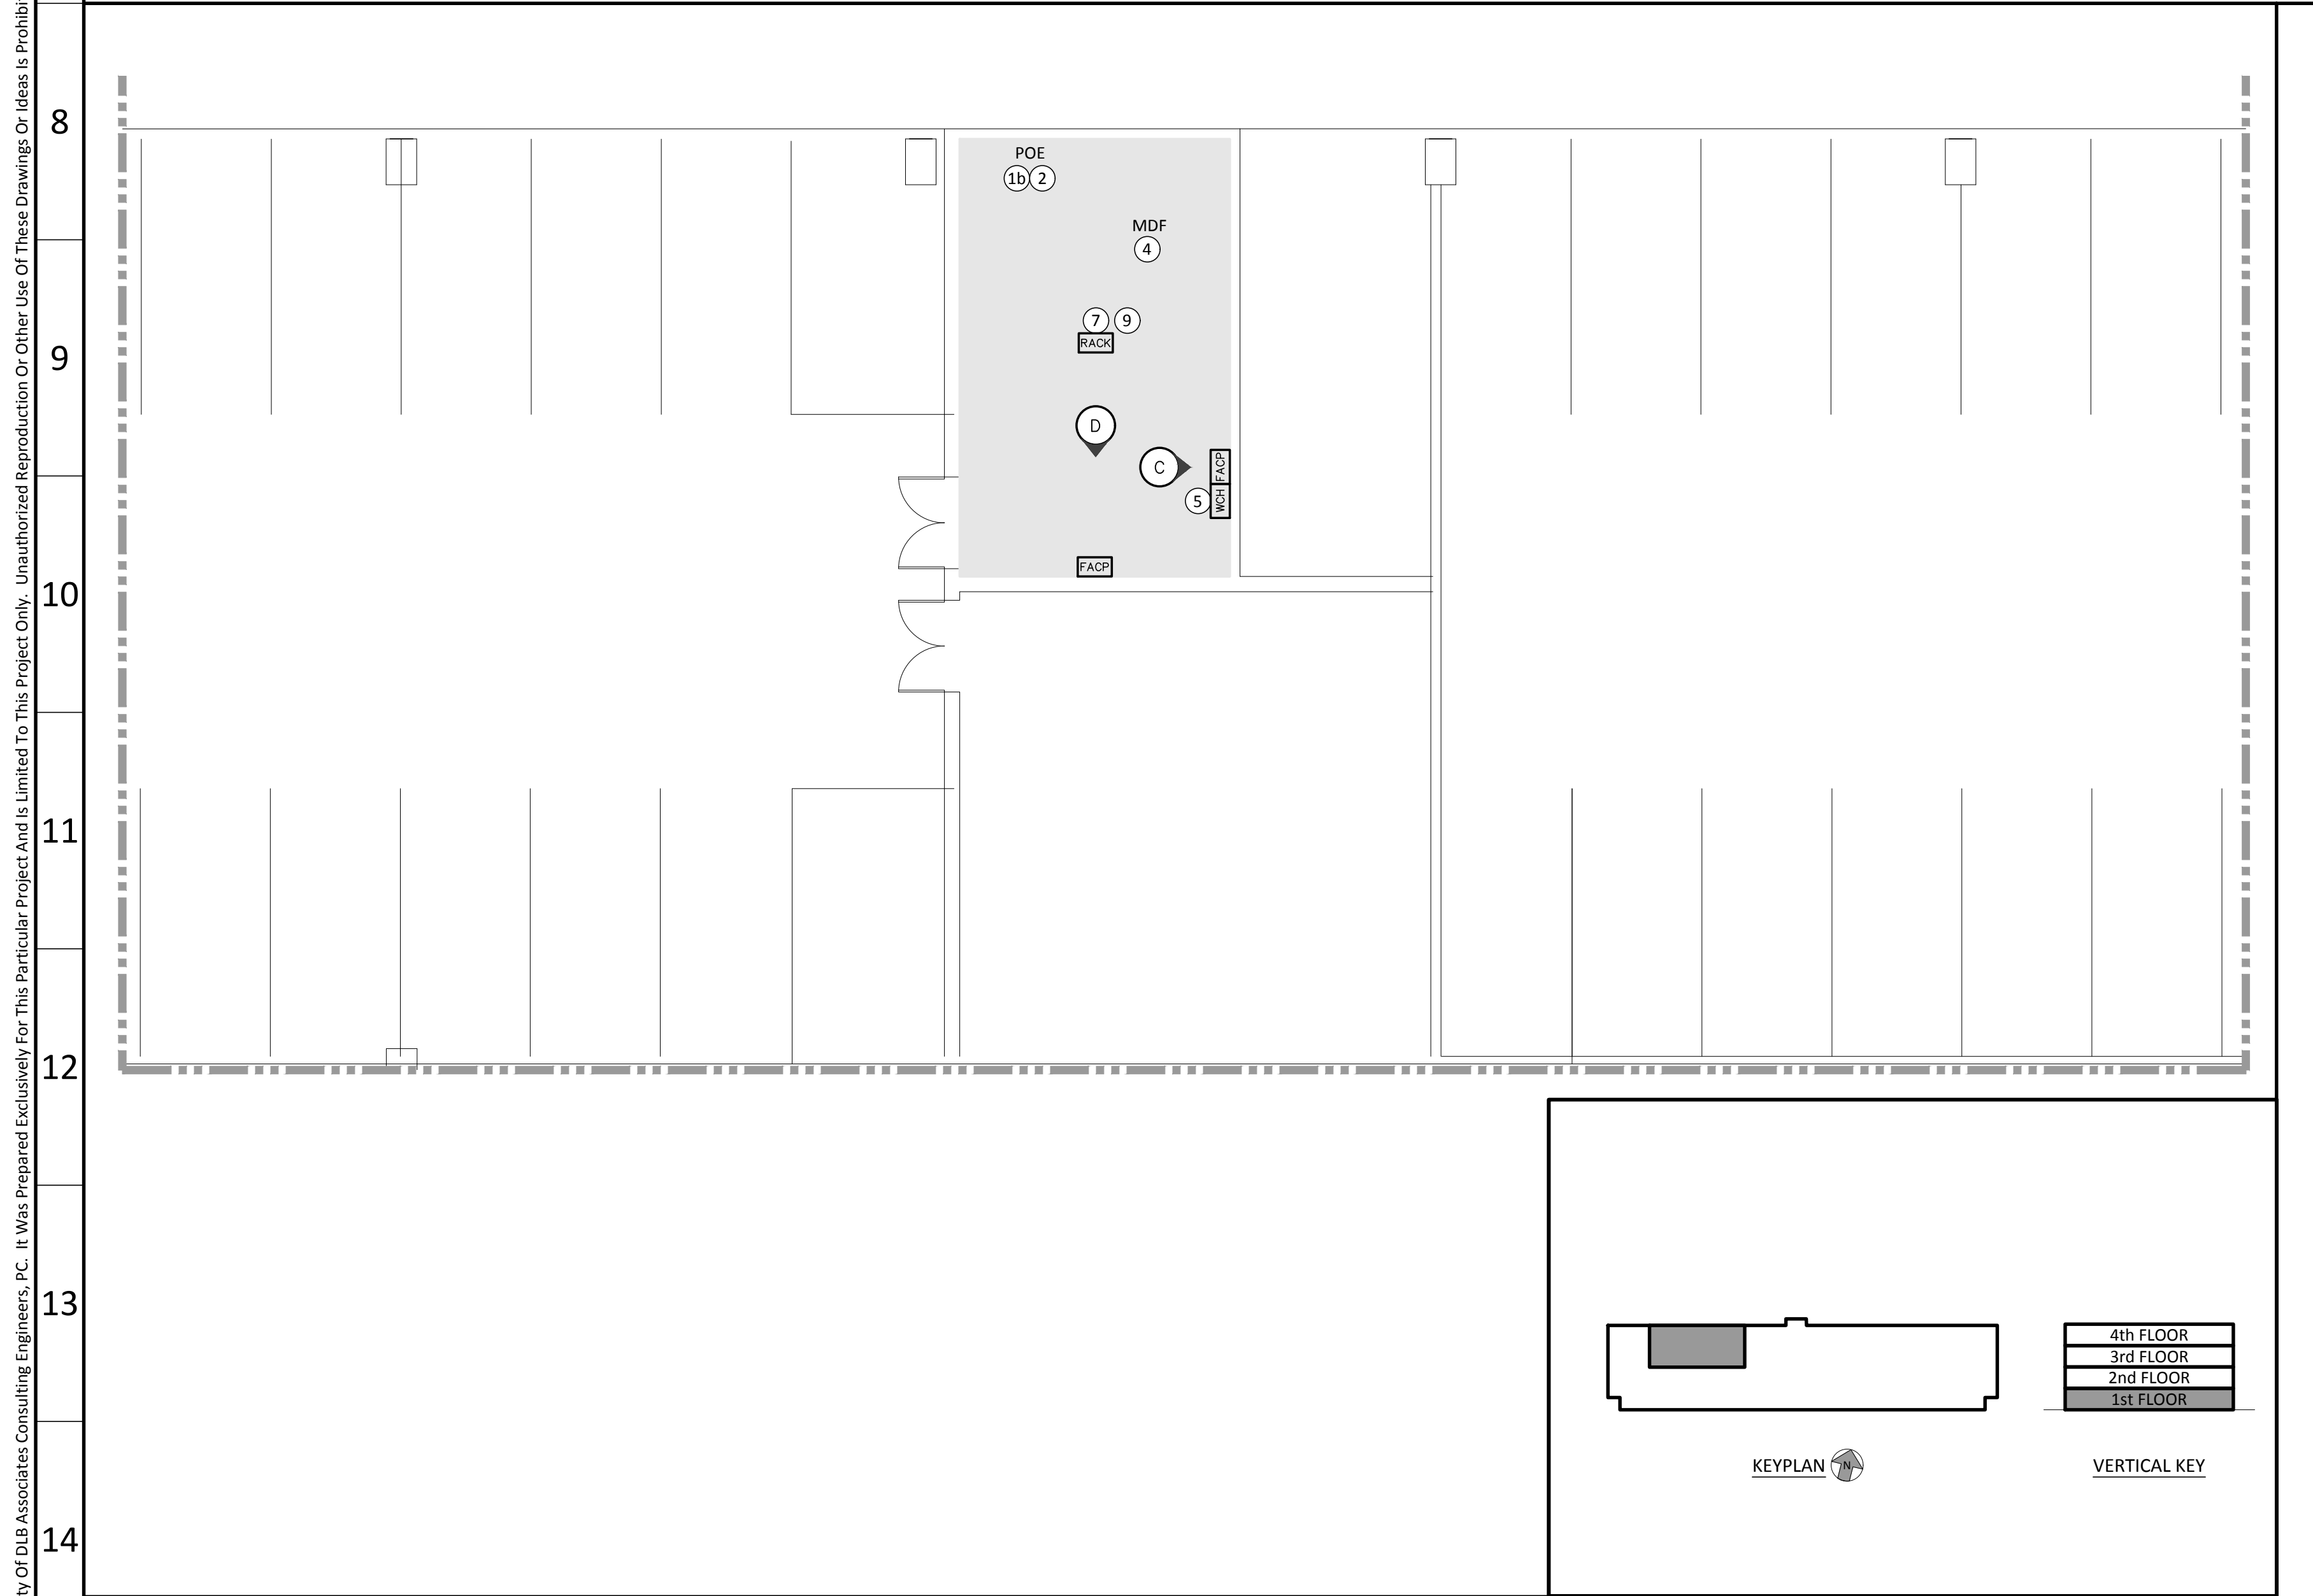 ty Of DLB Associates Consulting Engineers, PC.  It Was Prepared Exclusively For This Particular Project And Is Limited To This Project Only.  Unauthorized Reproduction Or Other Use Of These Drawings Or Ideas Is Prohibi
8
9
10
11
12
13
14
POE
1b 2
MDF
4
7 9
RACK
D
C
FACP
5
WCH
FACP
4th FLOOR
3rd FLOOR
2nd FLOOR
1st FLOOR
KEYPLAN
N
VERTICAL KEY